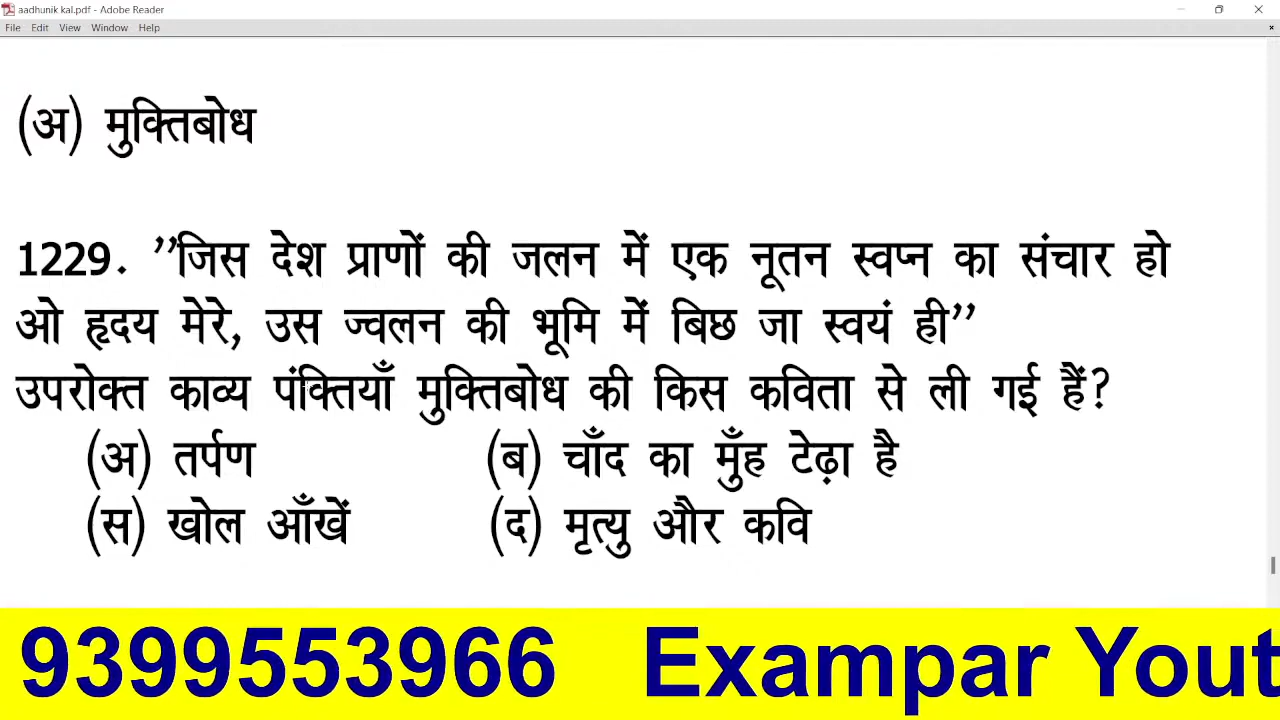 aadhunik kal.pdf - Adobe Reader
File Edit View Window Help
(अ) मुक्तिबोध
1229. ’’जिस देश प्राणों की जलन में एक नूतन स्वप्न का संचार हो
ओ हृदय मेरे, उस ज्वलन की भूमि में बिछ जा स्वयं ही’’
उपरोक्त काव्य पंक्तियाँ मुक्तिबोध की किस कविता से ली गई हैं?
(अ) तर्पण (ब) चाँद का मुँह टेढ़ा है
(स) खोल आँखें (द) मृत्यु और कवि
9399553966 Exampar Yout